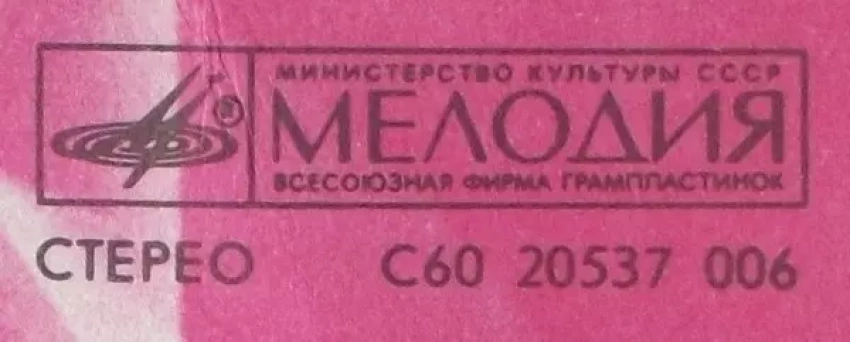 МИНИСТЕРСТВО КУЛЬТУРЫ СССР
®
МЕЛОДИЯ
ВСЕСОЮЗНАЯ ФИРМА ГРАМПЛАСТИНОК
СТЕРЕО С60 20537 006